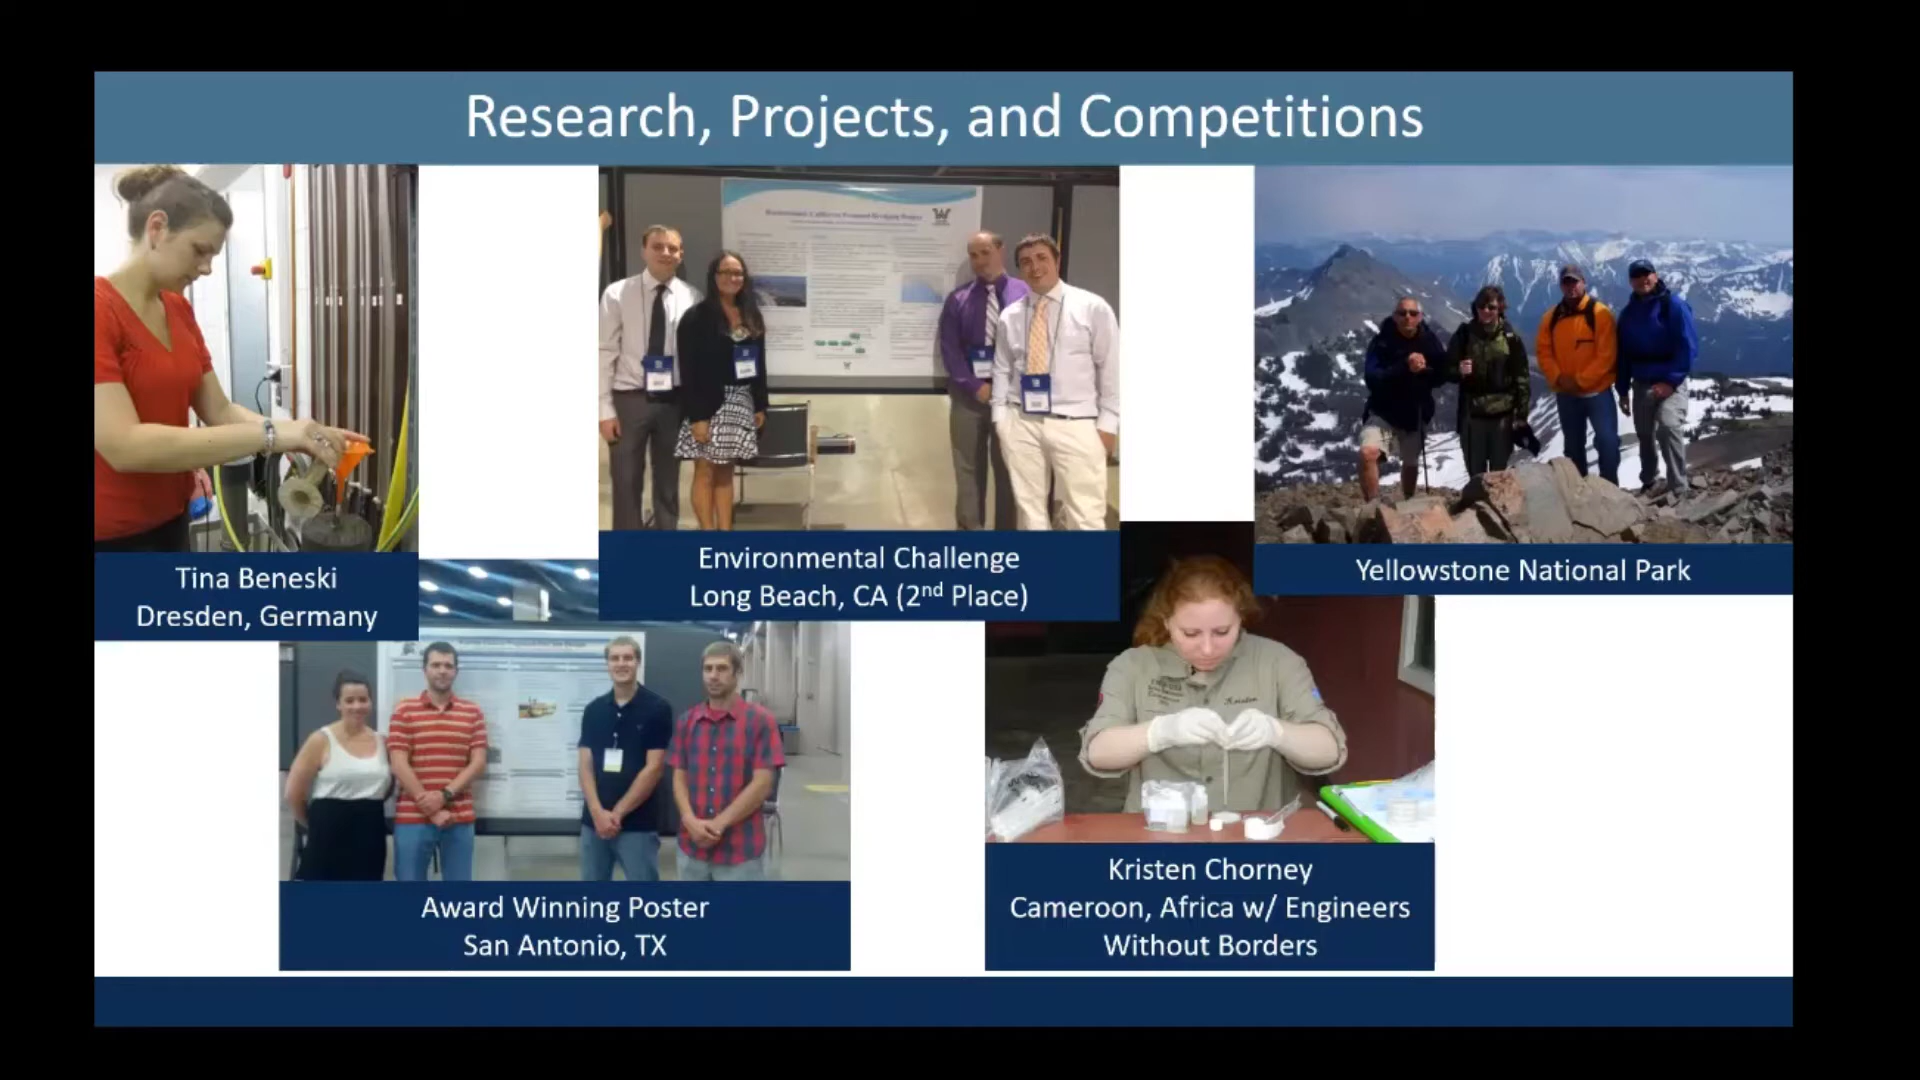 Research, Projects, and Competitions
Tina Beneski
Dresden, Germany
Environmental Challenge
Long Beach, CA (2nd Place)
Yellowstone National Park
Award Winning Poster
San Antonio, TX
Kristen Chorney
Cameroon, Africa w/ Engineers
Without Borders